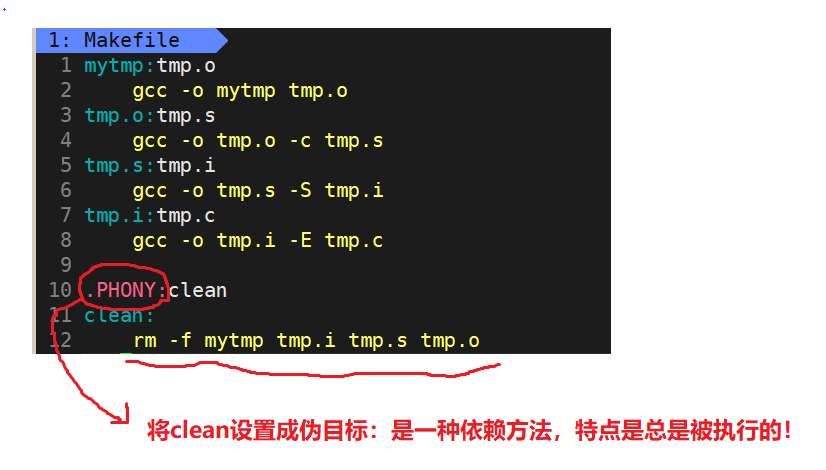 1: Makefile
1 mytmp:tmp.o
2 gcc -o mytmp tmp.o
3 tmp.o:tmp.s
4 gcc -o tmp.o -c tmp.s
5 tmp.s:tmp.i
6 gcc -o tmp.s -S tmp.i
7 tmp.i:tmp.c
8 gcc -o tmp.i -E tmp.c
9
10 .PHONY:clean
11 clean:
12 rm -f mytmp tmp.i tmp.s tmp.o
将clean设置成伪目标：是一种依赖方法，特点是总是被执行的！